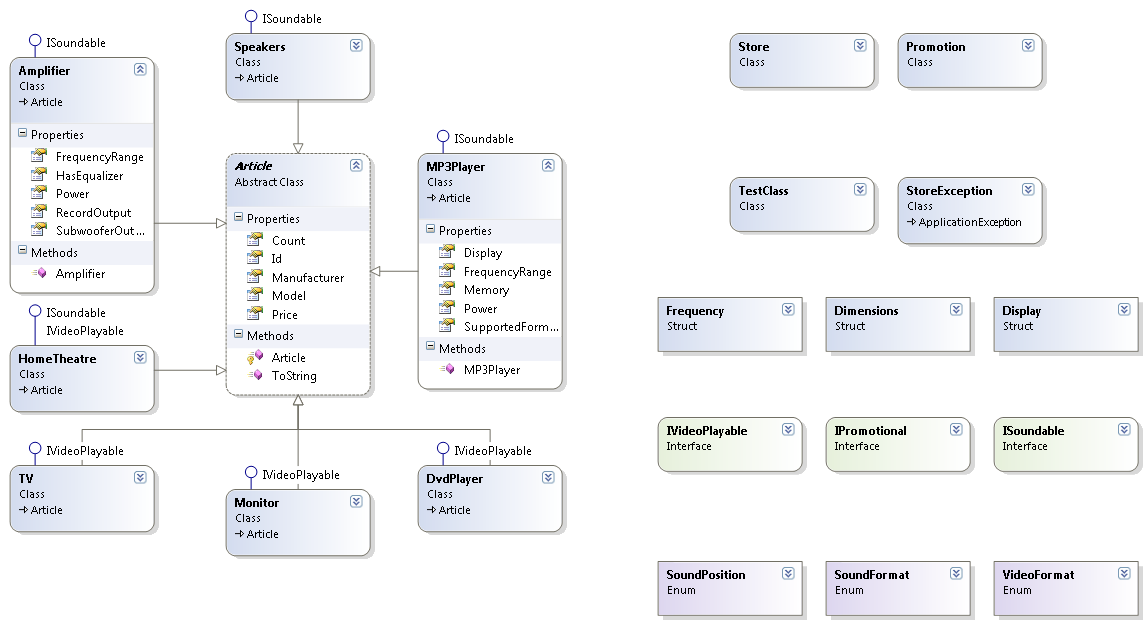 ISoundable
Amplifier
Class
Article
Properties
FrequencyRange
HasEqualizer
Power
RecordOutput
SubwooferOut...
Methods
Amplifier
ISoundable
Speakers
Class
Article
Article
Abstract Class
Properties
Count
Id
Manufacturer
Model
Price
Methods
Article
ToString
ISoundable
MP3Player
Class
Article
Properties
Display
FrequencyRange
Memory
Power
SupportedForm...
Methods
MP3Player
ISoundable
IVideoPlayable
HomeTheatre
Class
Article
IVideoPlayable
TV
Class
Article
IVideoPlayable
Monitor
Class
Article
IVideoPlayable
DvdPlayer
Class
Article
Store
Class
Promotion
Class
TestClass
Class
StoreException
Class
ApplicationException
Frequency
Struct
Dimensions
Struct
Display
Struct
IVideoPlayable
Interface
IPromotional
Interface
ISoundable
Interface
SoundPosition
Enum
SoundFormat
Enum
VideoFormat
Enum